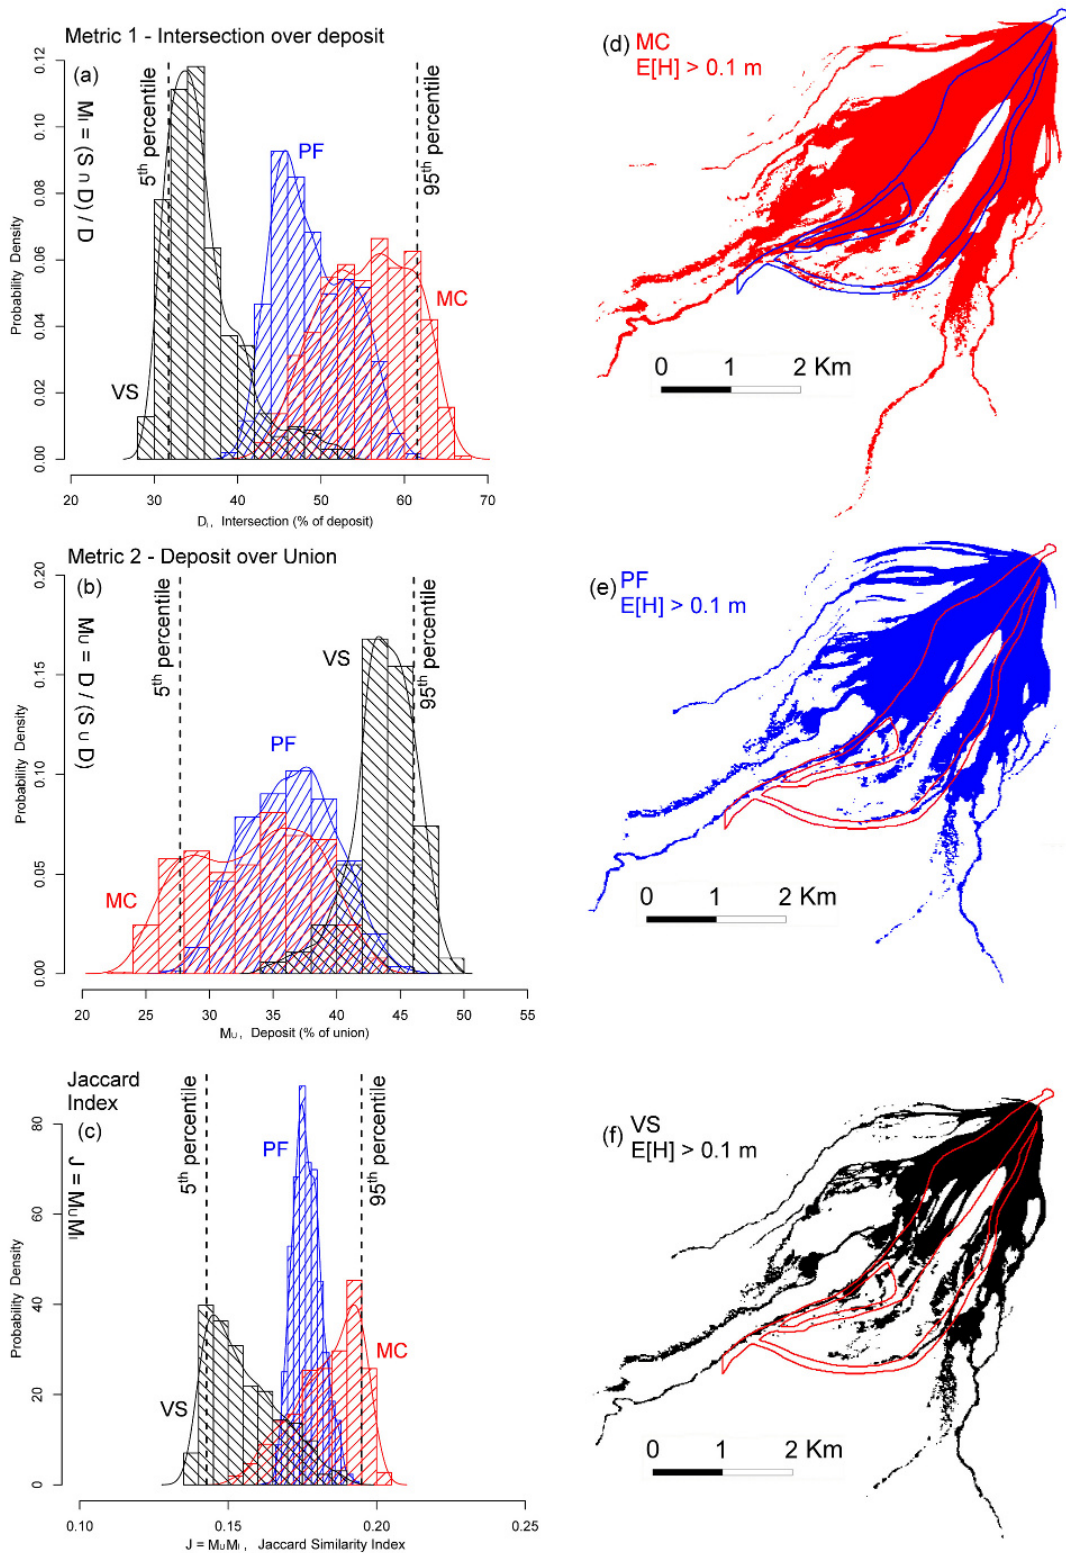 Metric 1 - Intersection over deposit
(a)
Mᵢ = (S ∩ D) / D
5th percentile
95th percentile
PF
MC
VS
Probability Density
0.00 0.02 0.04 0.06 0.08 0.10 0.12
20 30 40 50 60 70
Dᵢ, Intersection (% of deposit)
(d) MC
E[H] > 0.1 m
0 1 2 Km
Metric 2 - Deposit over Union
(b)
M∪ = D / (S ∪ D)
5th percentile
95th percentile
VS
PF
MC
Probability Density
0.00 0.05 0.10 0.15 0.20
20 25 30 35 40 45 50 55
M∪, Deposit (% of union)
(e) PF
E[H] > 0.1 m
0 1 2 Km
Jaccard
Index
(c)
J = M∪Mᵢ
5th percentile
95th percentile
PF
MC
VS
Probability Density
0 20 40 60 80
0.10 0.15 0.20 0.25
J = M∪Mᵢ, Jaccard Similarity Index
(f) VS
E[H] > 0.1 m
0 1 2 Km